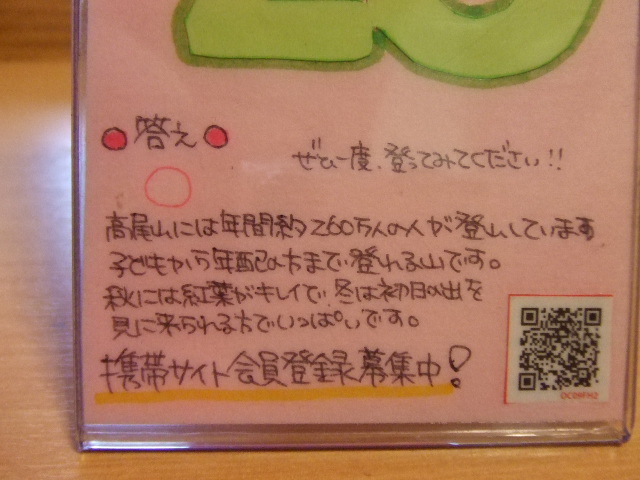 答え
ぜひ一度、登ってみてください!!
高尾山には年間約260万人の人が登山しています
子どもから年配の方まで登れる山です。
秋には紅葉がキレイで、冬は初日の出を
見に来られる方でいっぱいです。
携帯サイト会員登録募集中!
DC09FH2